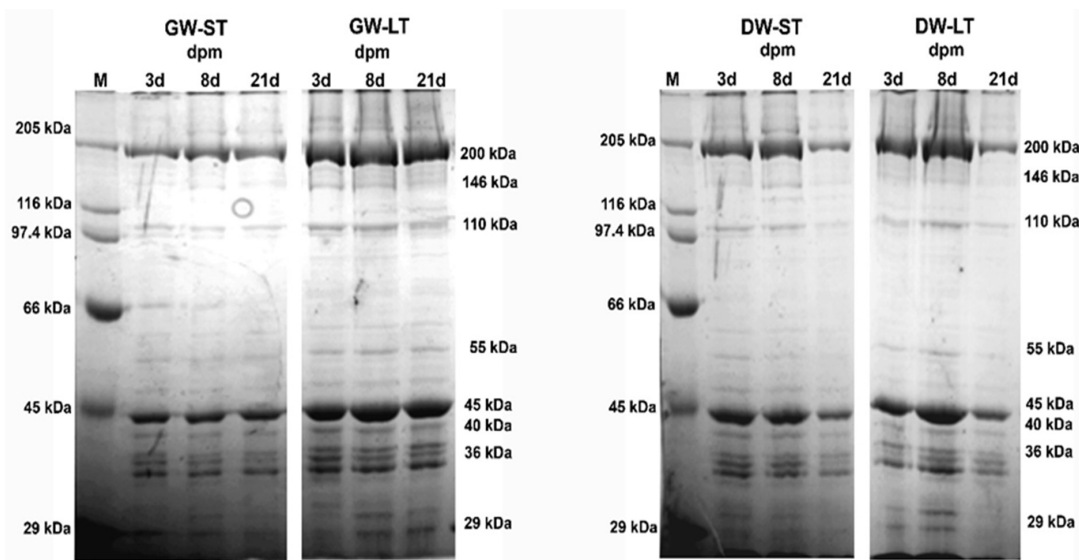 GW-ST
dpm
GW-LT
dpm
M 3d 8d 21d 3d 8d 21d
205 kDa
116 kDa
97.4 kDa
66 kDa
45 kDa
29 kDa
200 kDa
146 kDa
110 kDa
55 kDa
45 kDa
40 kDa
36 kDa
29 kDa
DW-ST
dpm
DW-LT
dpm
M 3d 8d 21d 3d 8d 21d
205 kDa
116 kDa
97.4 kDa
66 kDa
45 kDa
29 kDa
200 kDa
146 kDa
110 kDa
55 kDa
45 kDa
40 kDa
36 kDa
29 kDa